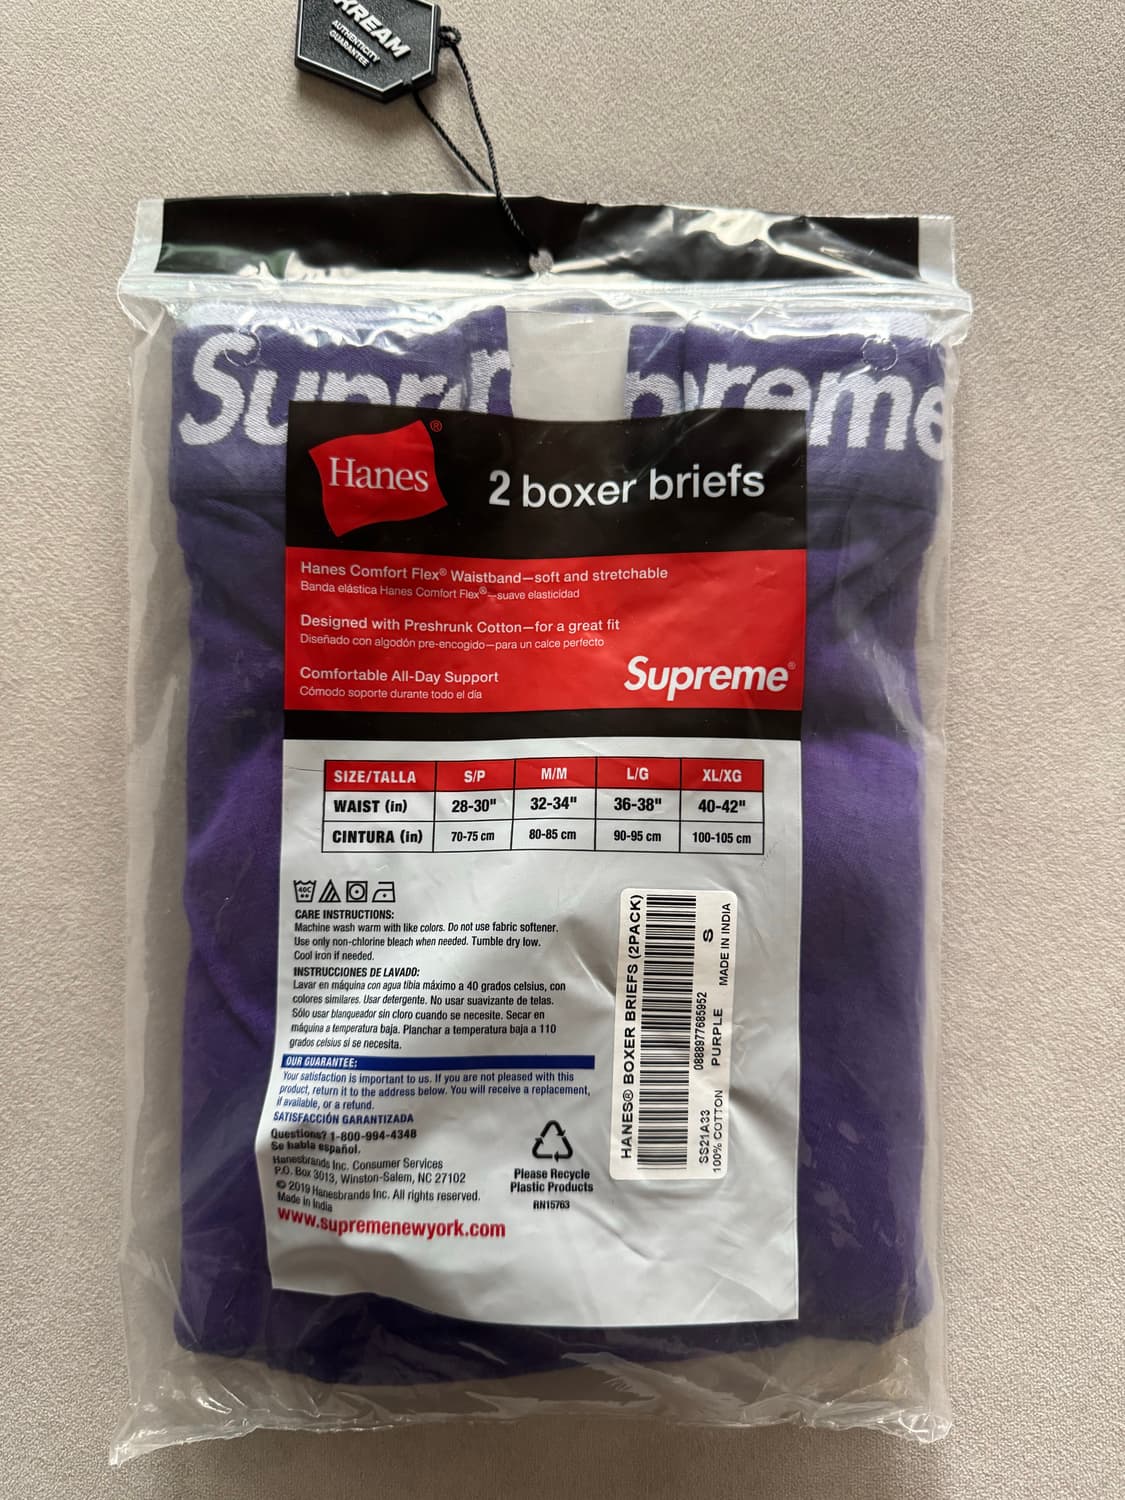 KREAM
AUTHENTICITY
GUARANTEE
Supreme
preme
Hanes®
2 boxer briefs
Hanes Comfort Flex® Waistband—soft and stretchable
Banda elástica Hanes Comfort Flex®—suave elasticidad
Designed with Preshrunk Cotton—for a great fit
Diseñado con algodón pre-encogido—para un calce perfecto
Comfortable All-Day Support
Cómodo soporte durante todo el día
Supreme®
SIZE/TALLA S/P M/M L/G XL/XG
WAIST (in) 28-30" 32-34" 36-38" 40-42"
CINTURA (in) 70-75 cm 80-85 cm 90-95 cm 100-105 cm
40C
CARE INSTRUCTIONS:
Machine wash warm with like colors. Do not use fabric softener.
Use only non-chlorine bleach when needed. Tumble dry low.
Cool iron if needed.
INSTRUCCIONES DE LAVADO:
Lavar en máquina con agua tibia máximo a 40 grados celsius, con
colores similares. Usar detergente. No usar suavizante de telas.
Sólo usar blanqueador sin cloro cuando se necesite. Secar en
máquina a temperatura baja. Planchar a temperatura baja a 110
grados celsius si se necesita.
OUR GUARANTEE:
Your satisfaction is important to us. If you are not pleased with this
product, return it to the address below. You will receive a replacement,
if available, or a refund.
SATISFACCIÓN GARANTIZADA
Questions? 1-800-994-4348
Se habla español.
Hanesbrands Inc. Consumer Services
P.O. Box 3013, Winston-Salem, NC 27102
© 2019 Hanesbrands Inc. All rights reserved.
Made in India
www.supremenewyork.com
Please Recycle
Plastic Products
RN15763
HANES® BOXER BRIEFS (2PACK)
0888977685952
SS21A33 PURPLE S
100% COTTON MADE IN INDIA